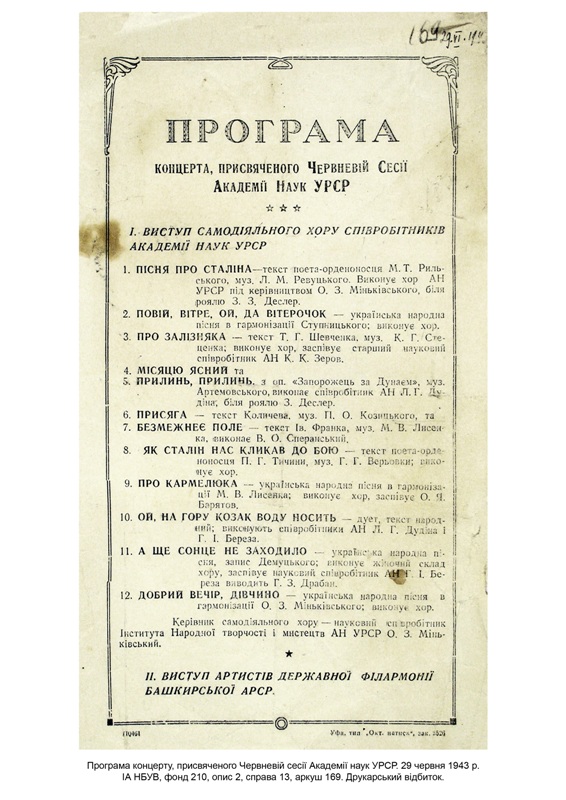 169
29.VI.
ПРОГРАМА
КОНЦЕРТА, ПРИСВЯЧЕНОГО ЧЕРВНЕВІЙ СЕСІЇ
АКАДЕМІЇ НАУК УРСР
I. ВИСТУП САМОДІЯЛЬНОГО ХОРУ СПІВРОБІТНИКІВ
АКАДЕМІЇ НАУК УРСР
1. ПІСНЯ ПРО СТАЛІНА—текст поета-орденоносця М. Т. Риль-
ського, муз. Л. М. Ревуцького. Виконує хор АН
УРСР під керівництвом О. З. Міньківського, біля
роялю З. З. Деслер.
2. ПОВІЙ, ВІТРЕ, ОЙ, ДА ВІТЕРОЧОК — українська народна
пісня в гармонізації Ступницького; виконує хор.
3. ПРО ЗАЛІЗНЯКА — текст Т. Г. Шевченка, муз. К. Г. Сте-
ценка; виконує хор, заспівує старший науковий
співробітник АН К. К. Зеров.
4. МІСЯЦЮ ЯСНИЙ та
5. ПРИЛИНЬ, ПРИЛИНЬ, з оп. «Запорожець за Дунаєм», муз.
Артемовського, виконає співробітник АН Л. Г. Ду-
діна; біля роялю З. Деслер.
6. ПРИСЯГА — текст Количева, муз. П. О. Козицького, та
7. БЕЗМЕЖНЕЄ ПОЛЕ — текст Ів. Франка, муз. М. В. Лисен-
ка, виконає В. О. Сперанський.
8. ЯК СТАЛІН НАС КЛИКАВ ДО БОЮ — текст поета-орде-
ноносця П. Г. Тичини, муз. Г. Г. Верьовки; вико-
нує хор.
9. ПРО КАРМЕЛЮКА — українська народна пісня в гармоніза-
ції М. В. Лисенка; виконує хор, заспівує О. Я.
Барятов.
10. ОЙ, НА ГОРУ КОЗАК ВОДУ НОСИТЬ — дует, текст народ-
ний; виконують співробітники АН Л. Г. Дудіна і
Г. І. Береза.
11. А ЩЕ СОНЦЕ НЕ ЗАХОДИЛО — українська народна пі-
сня, запис Демуцького; виконує жіночий склад
хору, заспівує науковий співробітник АН Г. І. Бе-
реза виводить Г. З. Драбан.
12. ДОБРИЙ ВЕЧІР, ДІВЧИНО — українська народна пісня в
гармонізації О. З. Міньківського; виконує хор.
Керівник самодіяльного хору — науковий співробітник
Інститута Народної творчості і мистецтв АН УРСР О. З. Мінь-
ківський.
II. ВИСТУП АРТИСТІВ ДЕРЖАВНОЇ ФІЛАРМОНІЇ
БАШКИРСЬКОЇ АРСР.
Уфа, тип „Окт. натиск“, зак. 3526
Програма концерту, присвяченого Червневій сесії Академії наук УРСР. 29 червня 1943 р.
ІА НБУВ, фонд 210, опис 2, справа 13, аркуш 169. Друкарський відбиток.